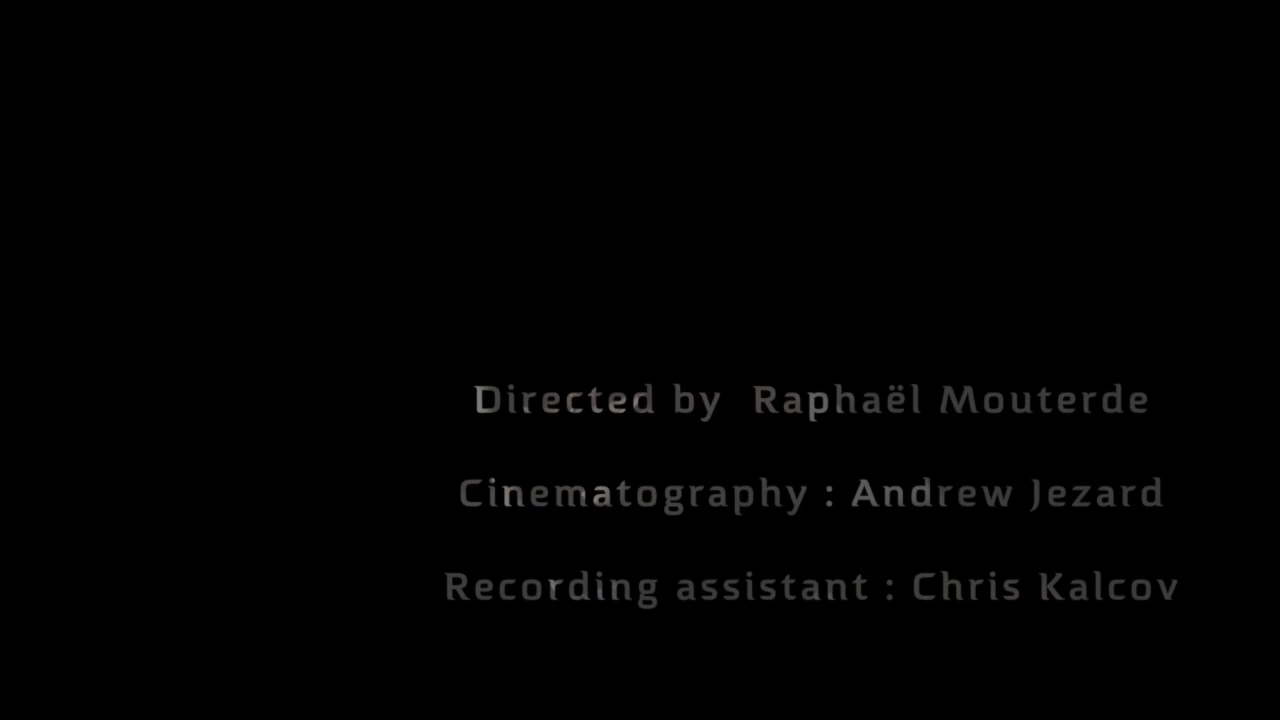 Directed by Raphaël Mouterde
Cinematography : Andrew Jezard
Recording assistant : Chris Kalcov